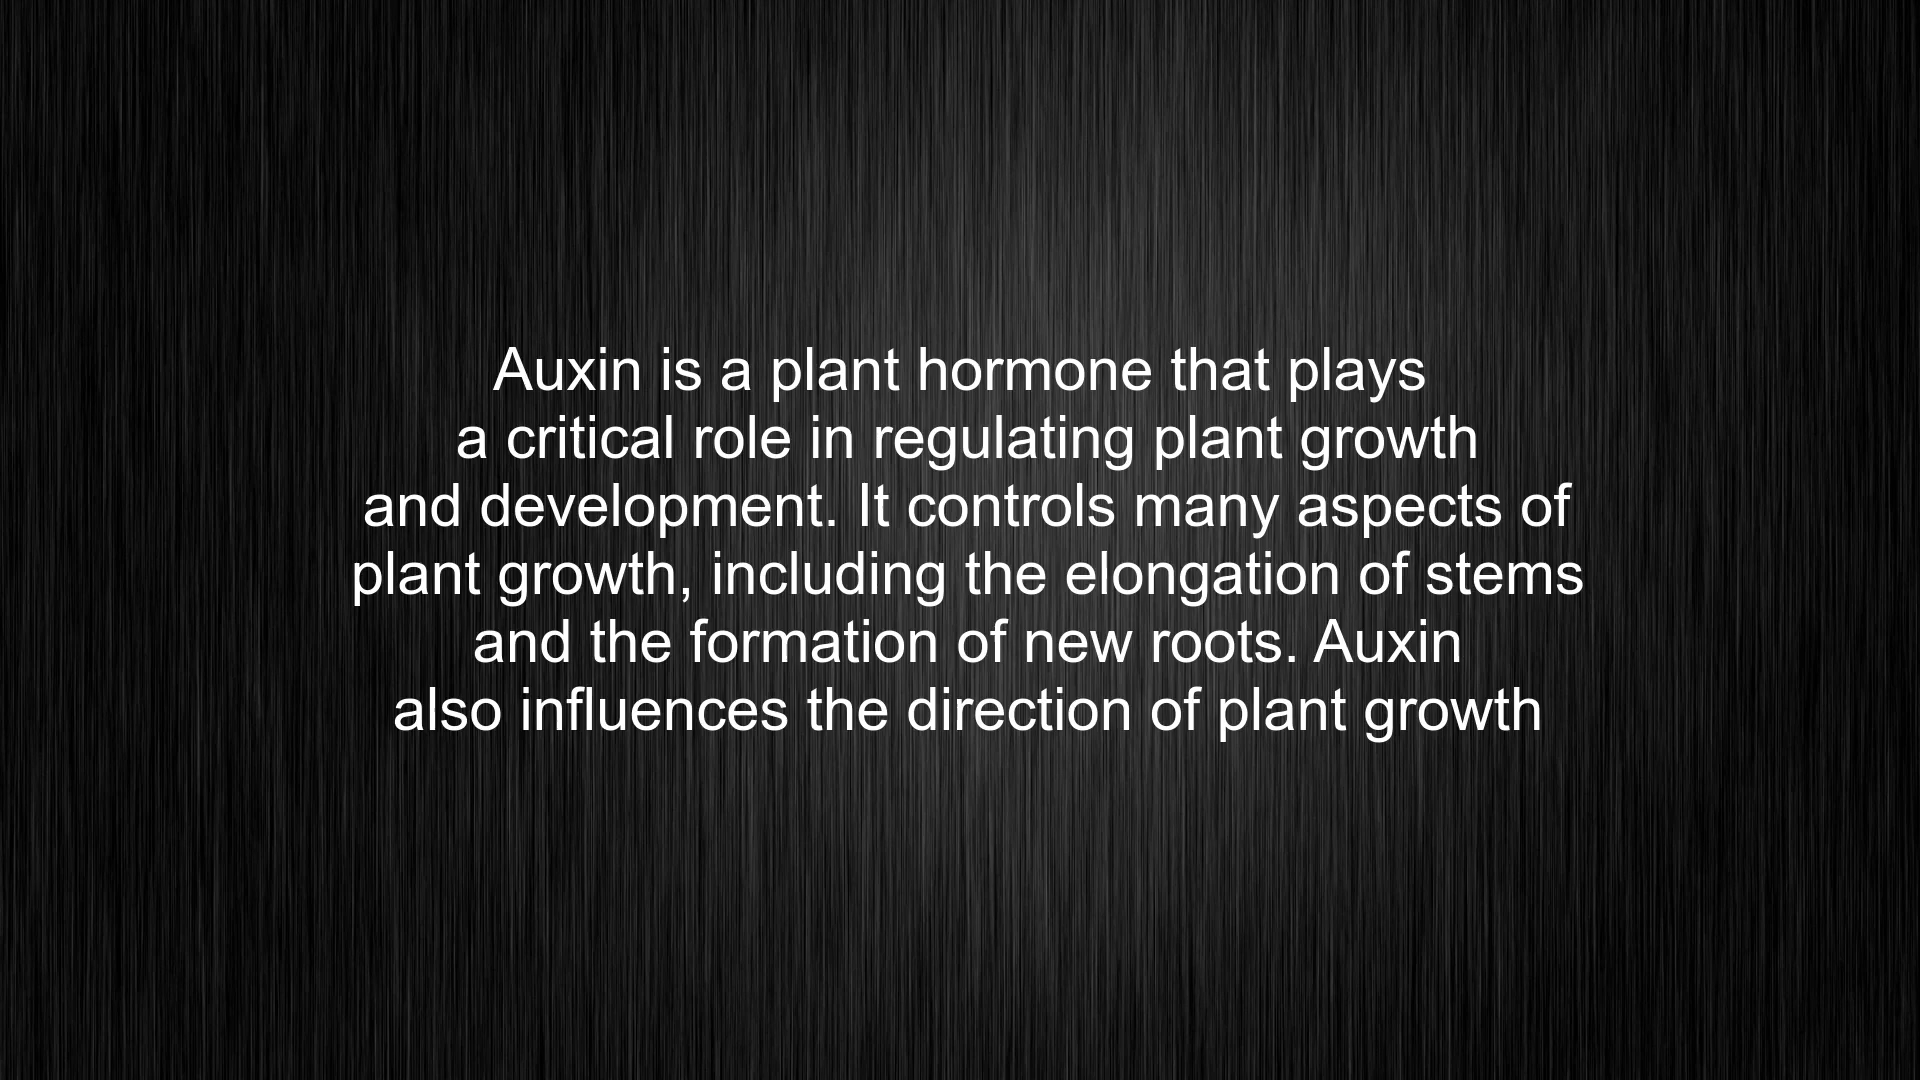 Auxin is a plant hormone that plays
a critical role in regulating plant growth
and development. It controls many aspects of
plant growth, including the elongation of stems
and the formation of new roots. Auxin
also influences the direction of plant growth